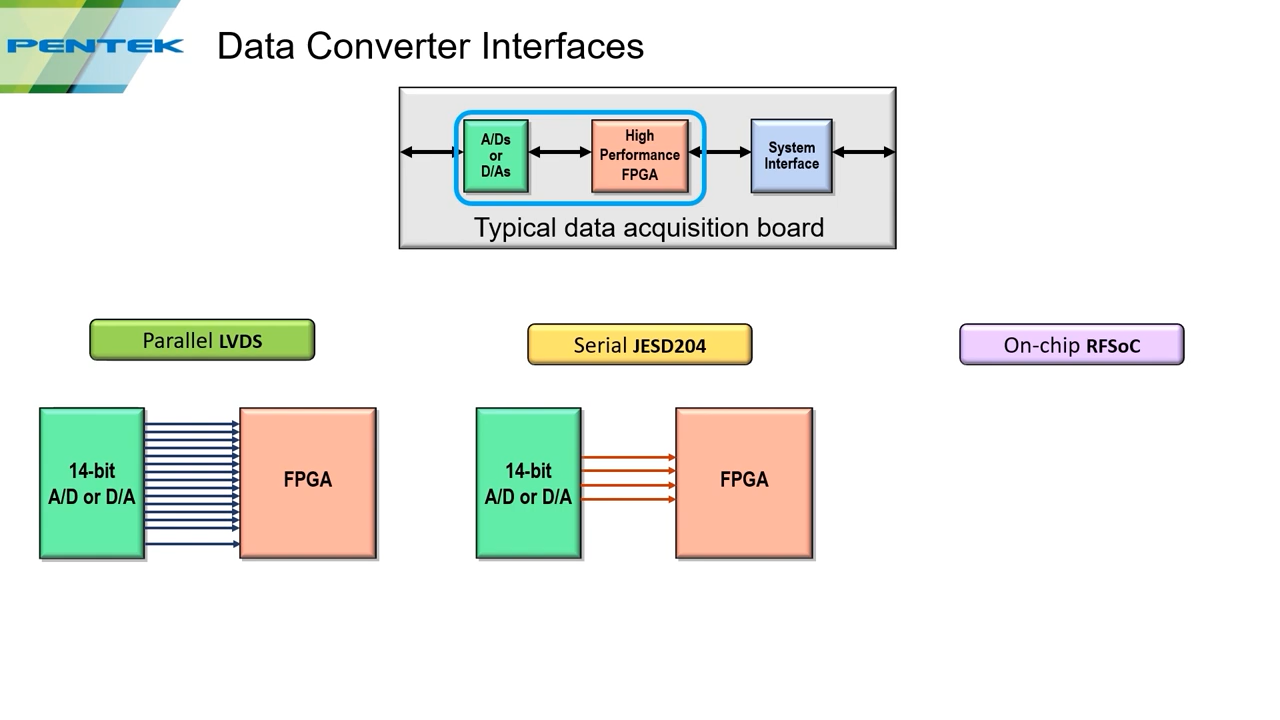 PENTEK
Data Converter Interfaces
A/Ds
or
D/As
High
Performance
FPGA
System
Interface
Typical data acquisition board
Parallel LVDS
Serial JESD204
On-chip RFSoC
14-bit
A/D or D/A
FPGA
14-bit
A/D or D/A
FPGA